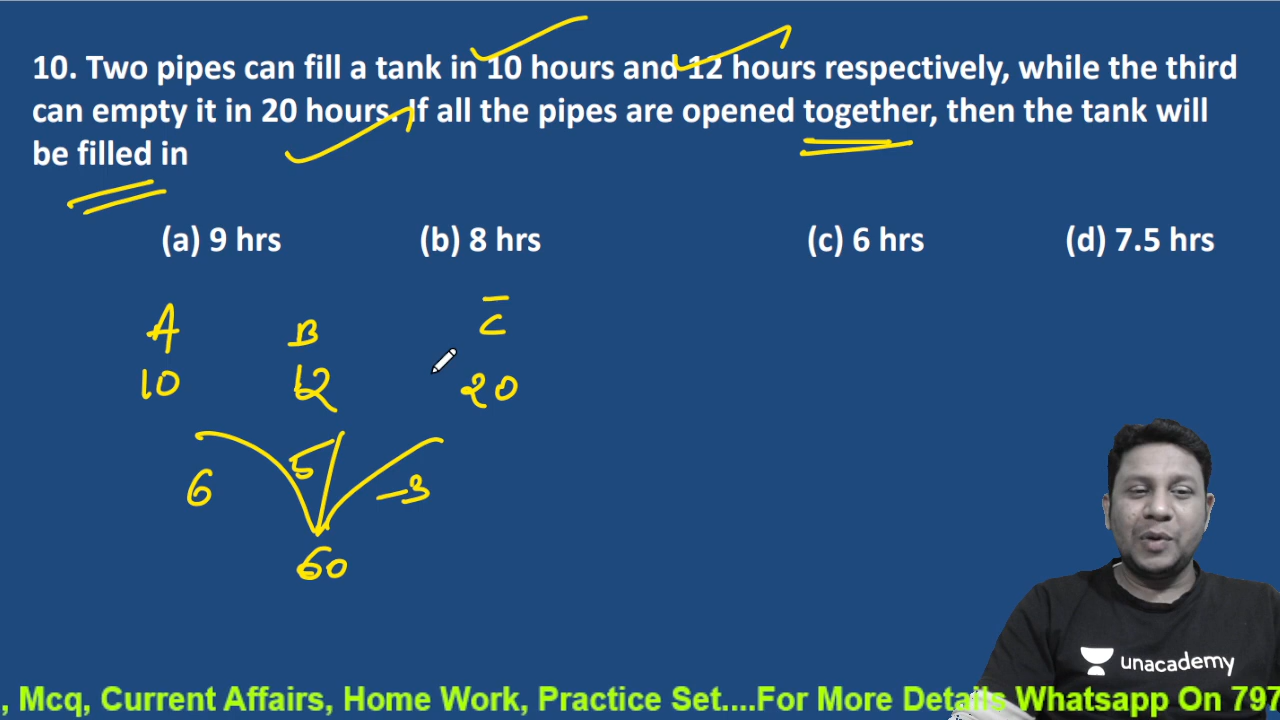 10. Two pipes can fill a tank in 10 hours and 12 hours respectively, while the third
can empty it in 20 hours. If all the pipes are opened together, then the tank will
be filled in
(a) 9 hrs (b) 8 hrs (c) 6 hrs (d) 7.5 hrs
A B C̅
10 12 20
6 5 -3
60
unacademy
, Mcq, Current Affairs, Home Work, Practice Set....For More Details Whatsapp On 797